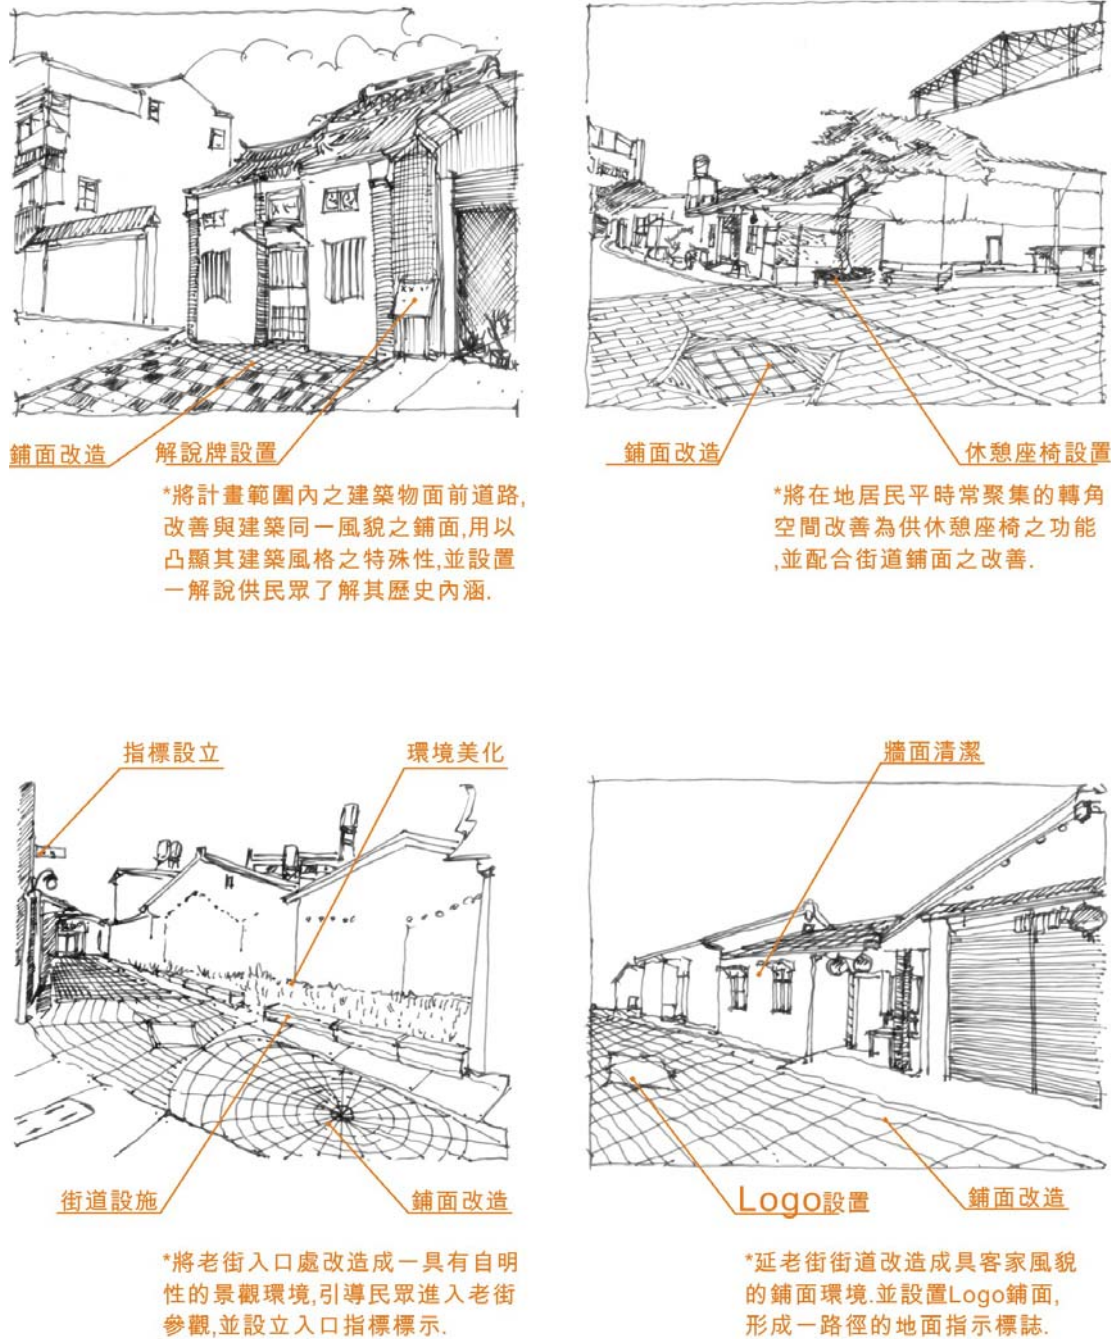 鋪面改造
解說牌設置
*將計畫範圍內之建築物面前道路,
改善與建築同一風貌之鋪面,用以
凸顯其建築風格之特殊性,並設置
一解說供民眾了解其歷史內涵.
鋪面改造
休憩座椅設置
*將在地居民平時常聚集的轉角
空間改善為供休憩座椅之功能
,並配合街道鋪面之改善.
指標設立
環境美化
街道設施
鋪面改造
*將老街入口處改造成一具有自明
性的景觀環境,引導民眾進入老街
參觀,並設立入口指標標示.
牆面清潔
Logo設置
鋪面改造
*延老街街道改造成具客家風貌
的鋪面環境.並設置Logo鋪面,
形成一路徑的地面指示標誌.